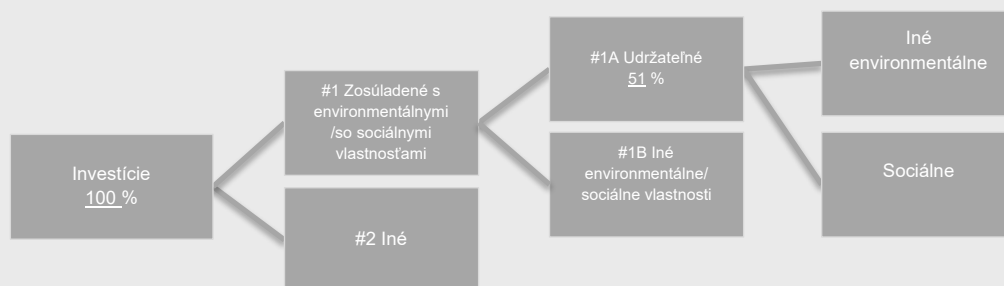 Investície
100 %
#1 Zosúladené s
environmentálnymi
/so sociálnymi
vlastnosťami
#2 Iné
#1A Udržateľné
51 %
#1B Iné
environmentálne/
sociálne vlastnosti
Iné
environmentálne
Sociálne